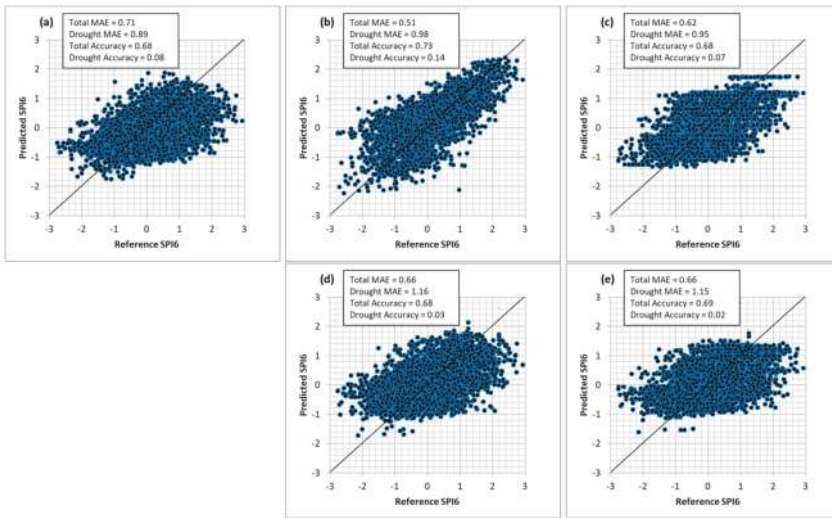 (a)
Total MAE = 0.71
Drought MAE = 0.89
Total Accuracy = 0.68
Drought Accuracy = 0.08
Predicted SPI6
3
2
1
0
-1
-2
-3
-3 -2 -1 0 1 2 3
Reference SPI6
(b)
Total MAE = 0.51
Drought MAE = 0.98
Total Accuracy = 0.73
Drought Accuracy = 0.14
Predicted SPI6
3
2
1
0
-1
-2
-3
-3 -2 -1 0 1 2 3
Reference SPI6
(c)
Total MAE = 0.62
Drought MAE = 0.95
Total Accuracy = 0.68
Drought Accuracy = 0.07
Predicted SPI6
3
2
1
0
-1
-2
-3
-3 -2 -1 0 1 2 3
Reference SPI6
(d)
Total MAE = 0.66
Drought MAE = 1.16
Total Accuracy = 0.68
Drought Accuracy = 0.03
Predicted SPI6
3
2
1
0
-1
-2
-3
-3 -2 -1 0 1 2 3
Reference SPI6
(e)
Total MAE = 0.66
Drought MAE = 1.15
Total Accuracy = 0.69
Drought Accuracy = 0.02
Predicted SPI6
3
2
1
0
-1
-2
-3
-3 -2 -1 0 1 2 3
Reference SPI6